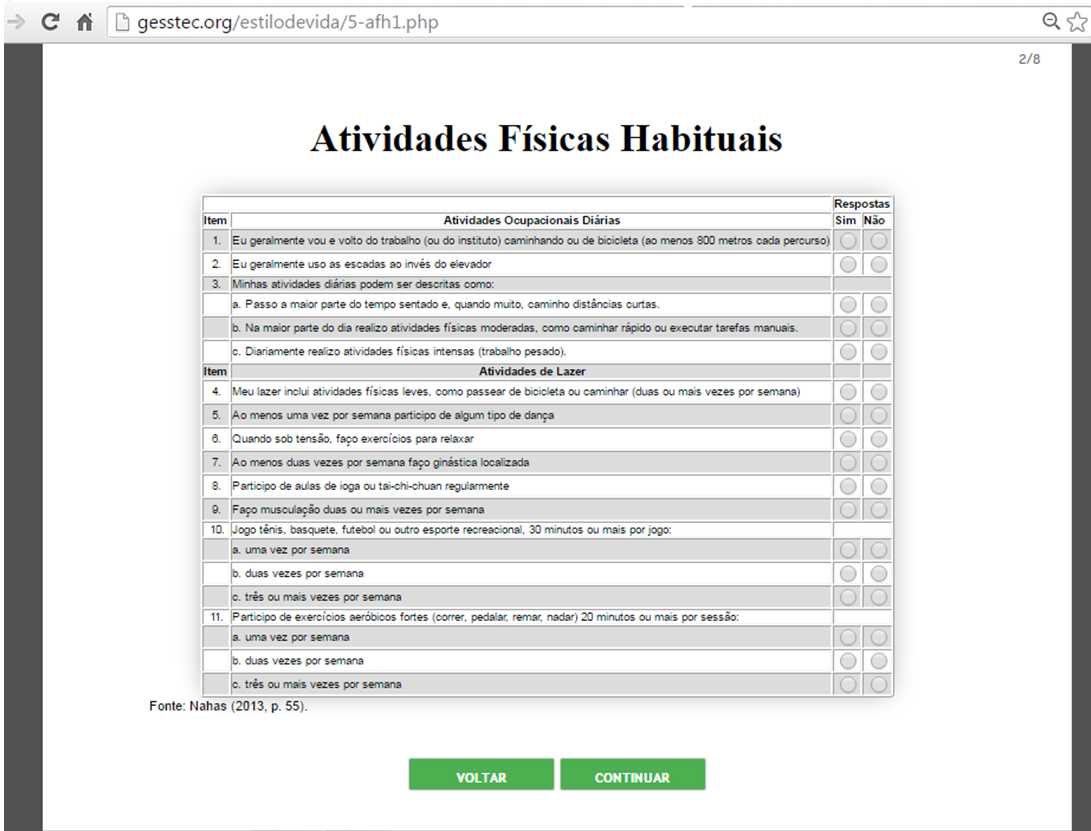 gesstec.org/estilodevida/5-afh1.php
2/8
Atividades Físicas Habituais
Respostas
Item Atividades Ocupacionais Diárias Sim Não
1. Eu geralmente vou e volto do trabalho (ou do instituto) caminhando ou de bicicleta (ao menos 800 metros cada percurso)
2. Eu geralmente uso as escadas ao invés do elevador
3. Minhas atividades diárias podem ser descritas como:
a. Passo a maior parte do tempo sentado e, quando muito, caminho distâncias curtas.
b. Na maior parte do dia realizo atividades físicas moderadas, como caminhar rápido ou executar tarefas manuais.
c. Diariamente realizo atividades físicas intensas (trabalho pesado).
Item Atividades de Lazer
4. Meu lazer inclui atividades físicas leves, como passear de bicicleta ou caminhar (duas ou mais vezes por semana)
5. Ao menos uma vez por semana participo de algum tipo de dança
6. Quando sob tensão, faço exercícios para relaxar
7. Ao menos duas vezes por semana faço ginástica localizada
8. Participo de aulas de ioga ou tai-chi-chuan regularmente
9. Faço musculação duas ou mais vezes por semana
10. Jogo tênis, basquete, futebol ou outro esporte recreacional, 30 minutos ou mais por jogo:
a. uma vez por semana
b. duas vezes por semana
c. três ou mais vezes por semana
11. Participo de exercícios aeróbicos fortes (correr, pedalar, remar, nadar) 20 minutos ou mais por sessão:
a. uma vez por semana
b. duas vezes por semana
c. três ou mais vezes por semana
Fonte: Nahas (2013, p. 55).
VOLTAR CONTINUAR